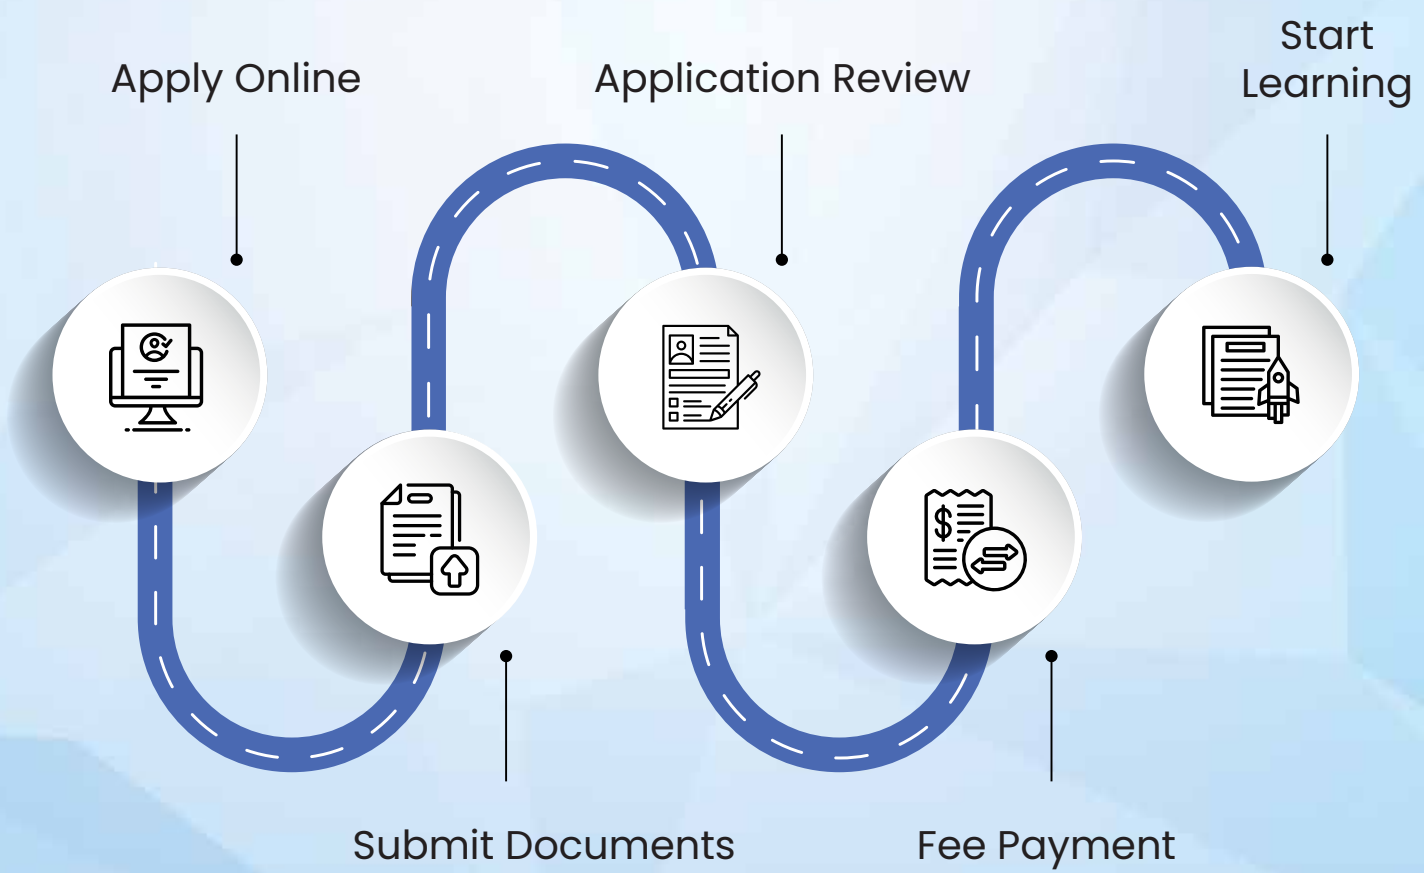 Apply Online
Submit Documents
Application Review
Fee Payment
Start
Learning
$